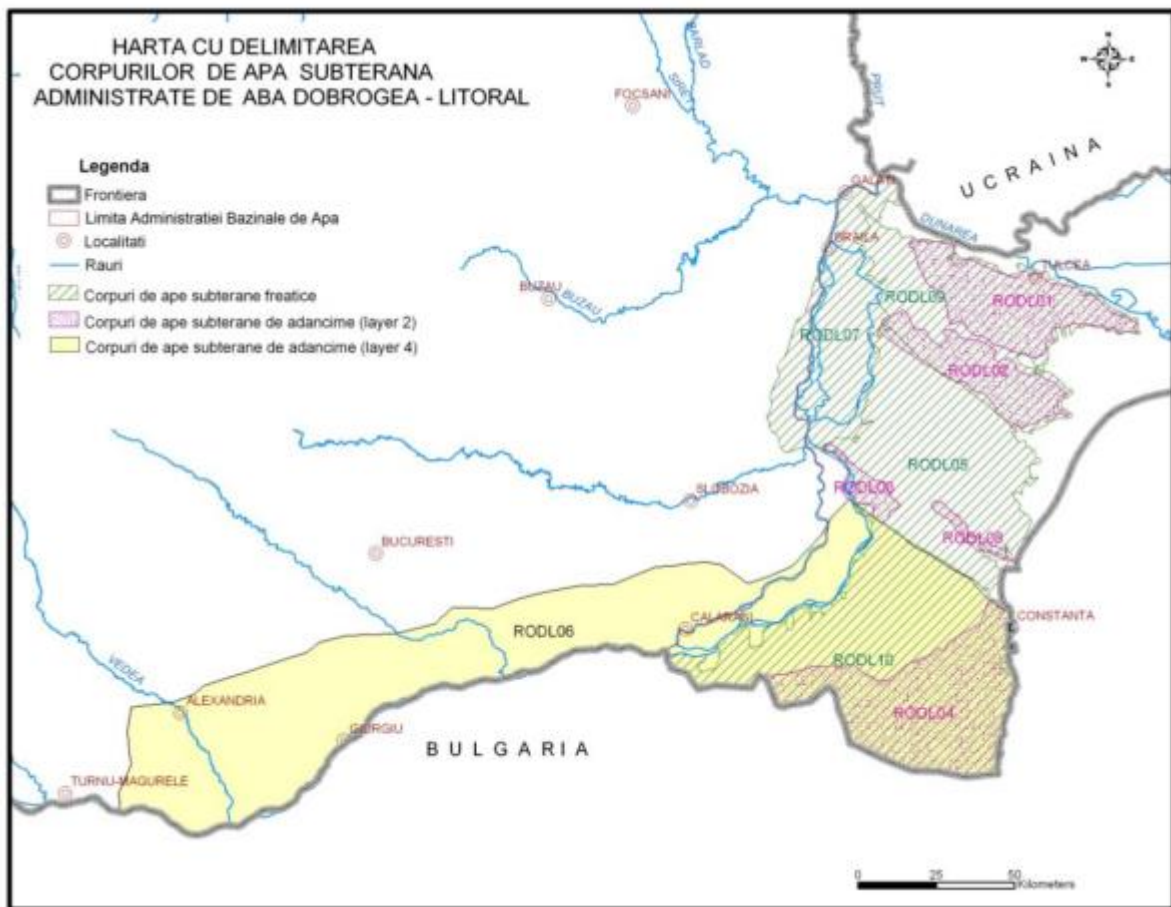 HARTA CU DELIMITAREA
CORPURILOR DE APA SUBTERANA
ADMINISTRATE DE ABA DOBROGEA - LITORAL
Legenda
Frontiera
Limita Administratiei Bazinale de Apa
Localitati
Rauri
Corpuri de ape subterane freatice
Corpuri de ape subterane de adancime (layer 2)
Corpuri de ape subterane de adancime (layer 4)
FOCSANI
PRUT
UCRAINA
GALATI
DUNAREA
BRAILA
TULCEA
RODL09
RODL01
BUZAU
BUZAU
RODL07
RODL02
RODL05
SLOBOZIA
BUCURESTI
CALARASI
CONSTANTA
RODL06
RODL10
VEDEA
ALEXANDRIA
RODL04
GIURGIU
BULGARIA
TURNU-MAGURELE
0 25 50
Kilometers